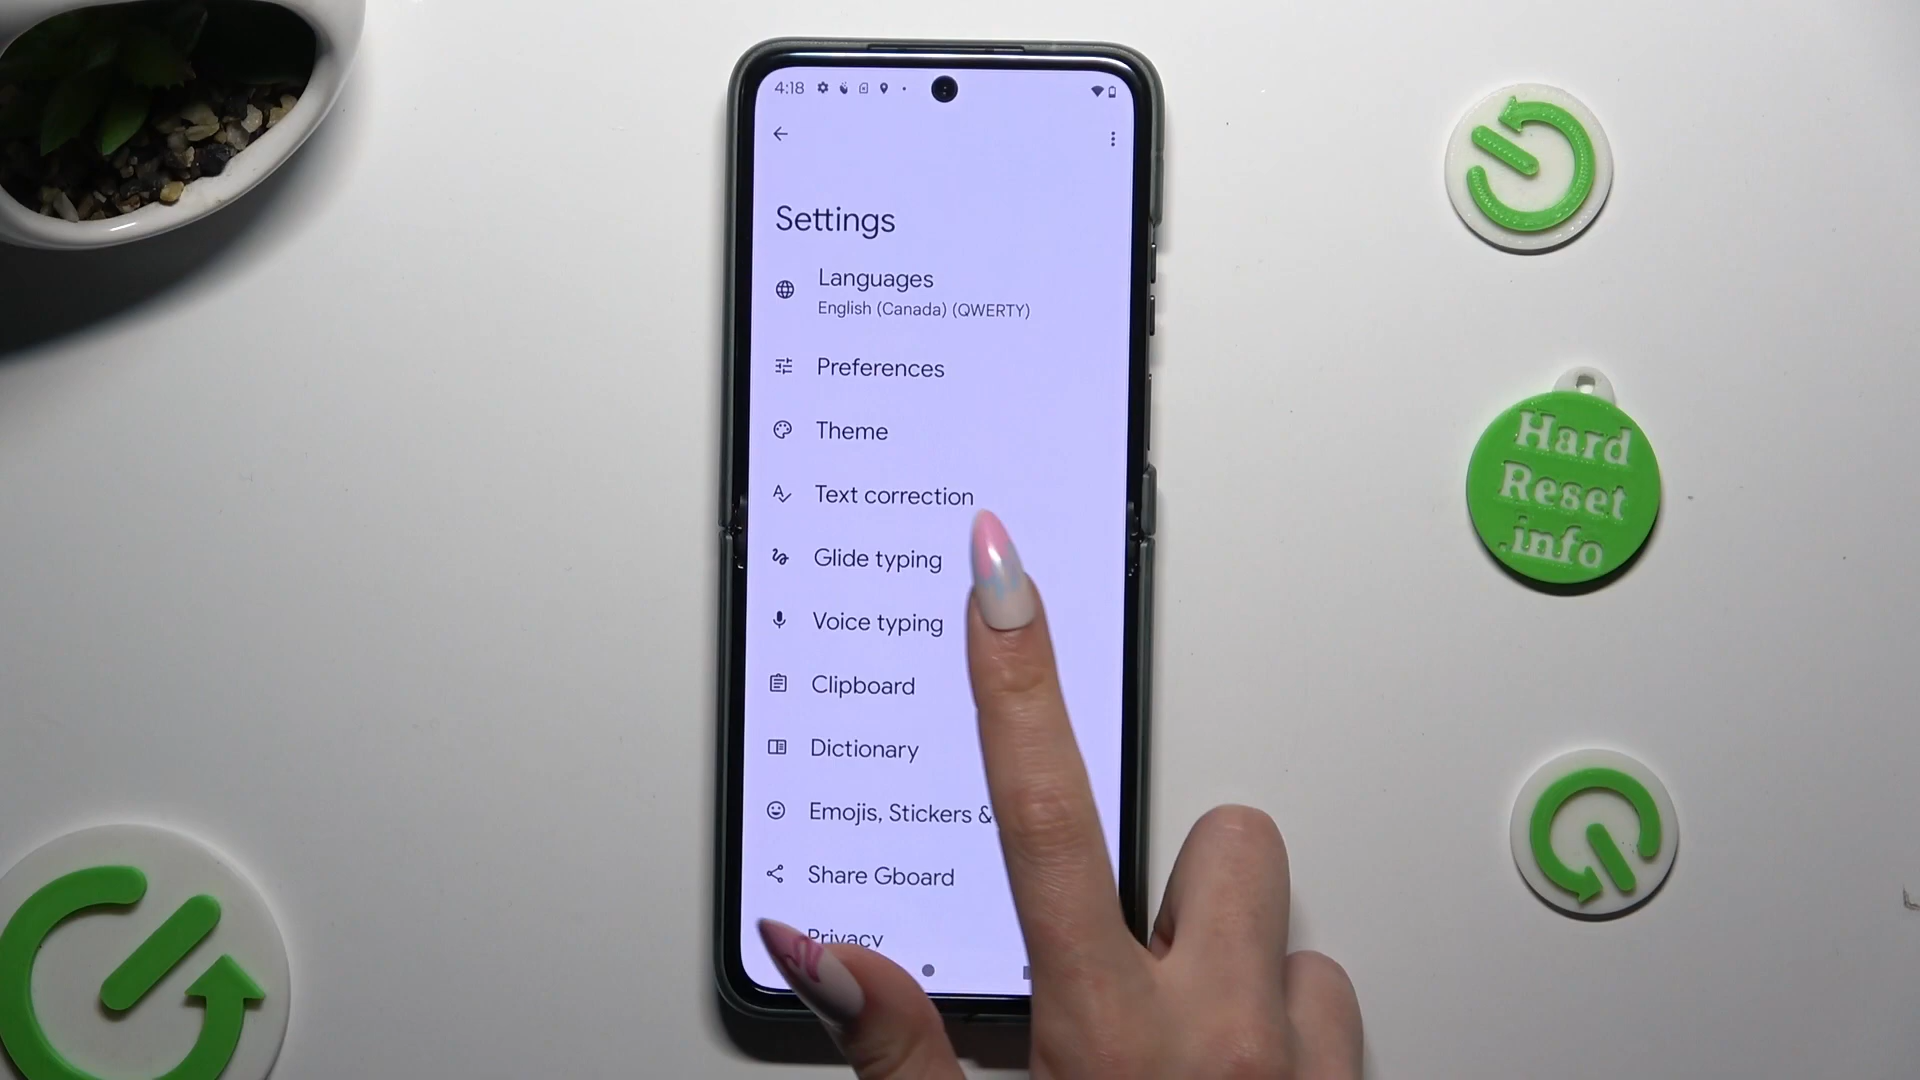 4:18
Settings
Languages
English (Canada) (QWERTY)
Preferences
Theme
Text correction
Glide typing
Voice typing
Clipboard
Dictionary
Emojis, Stickers &
Share Gboard
Privacy
Hard
Reset
.info